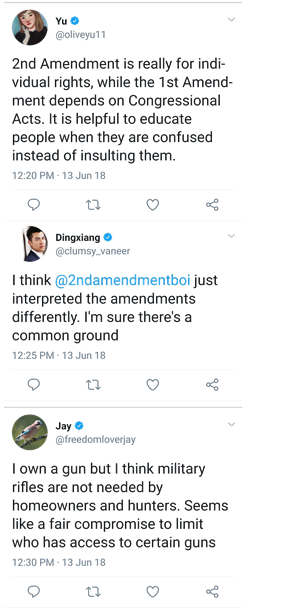 Yu
@oliveyu11
2nd Amendment is really for indi-
vidual rights, while the 1st Amend-
ment depends on Congressional
Acts. It is helpful to educate
people when they are confused
instead of insulting them.
12:20 PM · 13 Jun 18
Dingxiang
@clumsy_vaneer
I think @2ndamendmentboi just
interpreted the amendments
differently. I'm sure there's a
common ground
12:25 PM · 13 Jun 18
Jay
@freedomloverjay
I own a gun but I think military
rifles are not needed by
homeowners and hunters. Seems
like a fair compromise to limit
who has access to certain guns
12:30 PM · 13 Jun 18